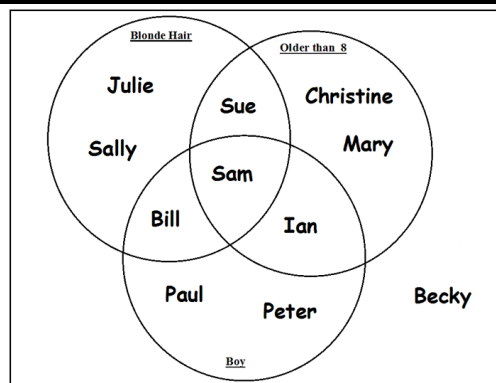 Blonde Hair
Older than 8
Julie
Sue
Christine
Sally
Mary
Sam
Bill
Ian
Paul
Peter
Becky
Boy